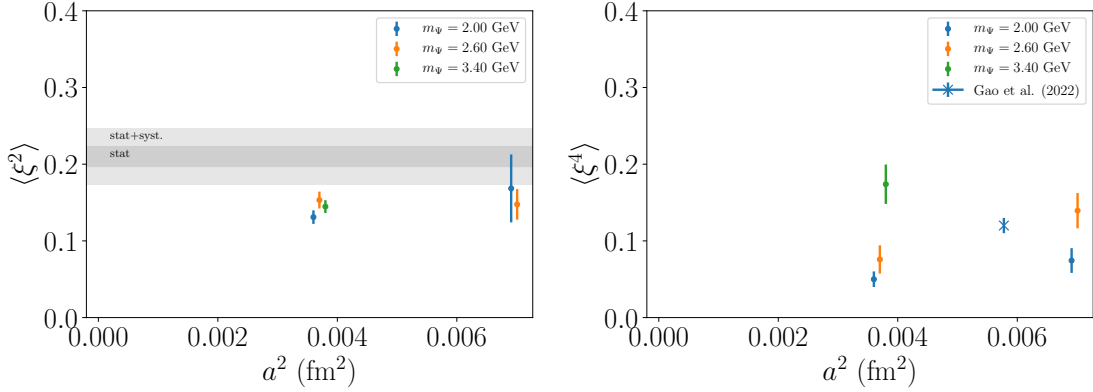 0.4
0.3
0.2
0.1
0.0
⟨ξ²⟩
stat+syst.
stat
m_Ψ = 2.00 GeV
m_Ψ = 2.60 GeV
m_Ψ = 3.40 GeV
0.000 0.002 0.004 0.006
a² (fm²)
0.4
0.3
0.2
0.1
0.0
⟨ξ⁴⟩
m_Ψ = 2.00 GeV
m_Ψ = 2.60 GeV
m_Ψ = 3.40 GeV
Gao et al. (2022)
0.000 0.002 0.004 0.006
a² (fm²)